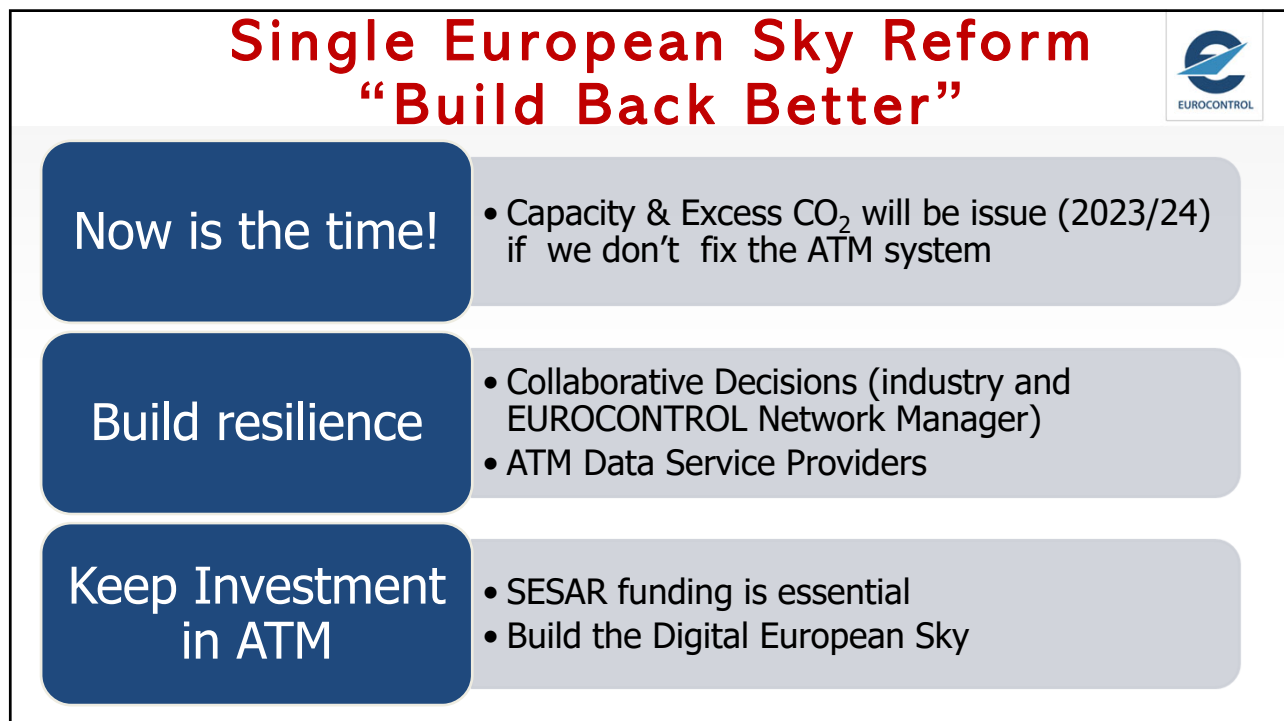 Single European Sky Reform
“Build Back Better”
EUROCONTROL
Now is the time!
• Capacity & Excess CO₂ will be issue (2023/24)
if we don’t fix the ATM system
Build resilience
• Collaborative Decisions (industry and
EUROCONTROL Network Manager)
• ATM Data Service Providers
Keep Investment
in ATM
• SESAR funding is essential
• Build the Digital European Sky